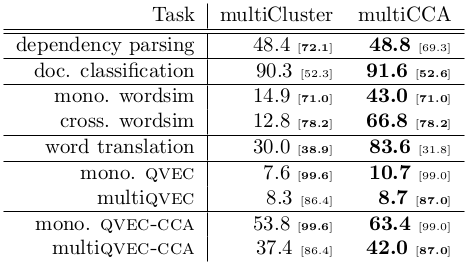 Task multiCluster multiCCA
dependency parsing 48.4 [72.1] 48.8 [69.3]
doc. classification 90.3 [52.3] 91.6 [52.6]
mono. wordsim 14.9 [71.0] 43.0 [71.0]
cross. wordsim 12.8 [78.2] 66.8 [78.2]
word translation 30.0 [38.9] 83.6 [31.8]
mono. QVEC 7.6 [99.6] 10.7 [99.0]
multiQVEC 8.3 [86.4] 8.7 [87.0]
mono. QVEC-CCA 53.8 [99.6] 63.4 [99.0]
multiQVEC-CCA 37.4 [86.4] 42.0 [87.0]